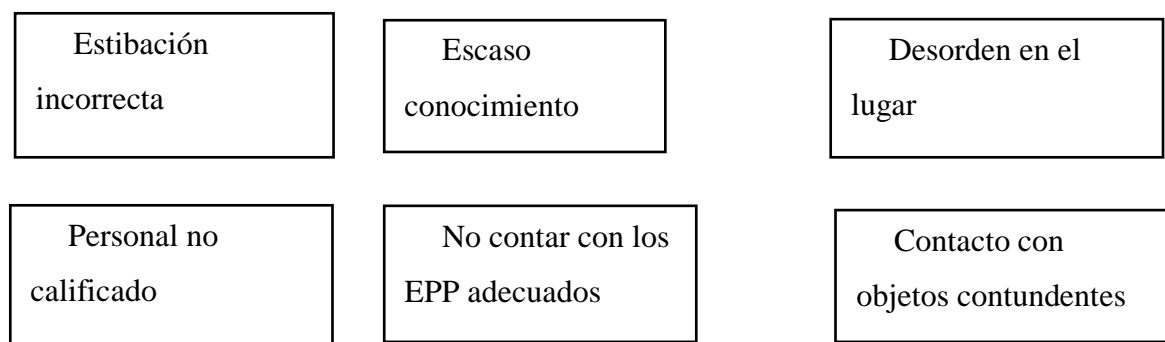 Estibación
incorrecta
Escaso
conocimiento
Desorden en el
lugar
Personal no
calificado
No contar con los
EPP adecuados
Contacto con
objetos contundentes